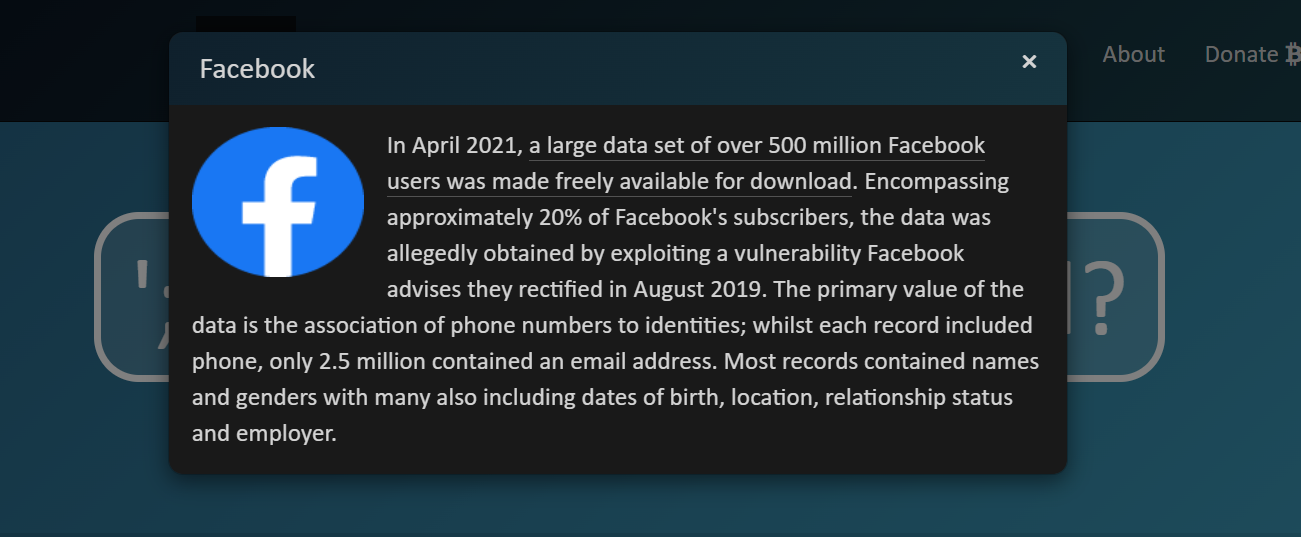 Facebook
×
About
Donate ₿
In April 2021, a large data set of over 500 million Facebook
users was made freely available for download. Encompassing
approximately 20% of Facebook's subscribers, the data was
allegedly obtained by exploiting a vulnerability Facebook
advises they rectified in August 2019. The primary value of the
data is the association of phone numbers to identities; whilst each record included
phone, only 2.5 million contained an email address. Most records contained names
and genders with many also including dates of birth, location, relationship status
and employer.
';
]?